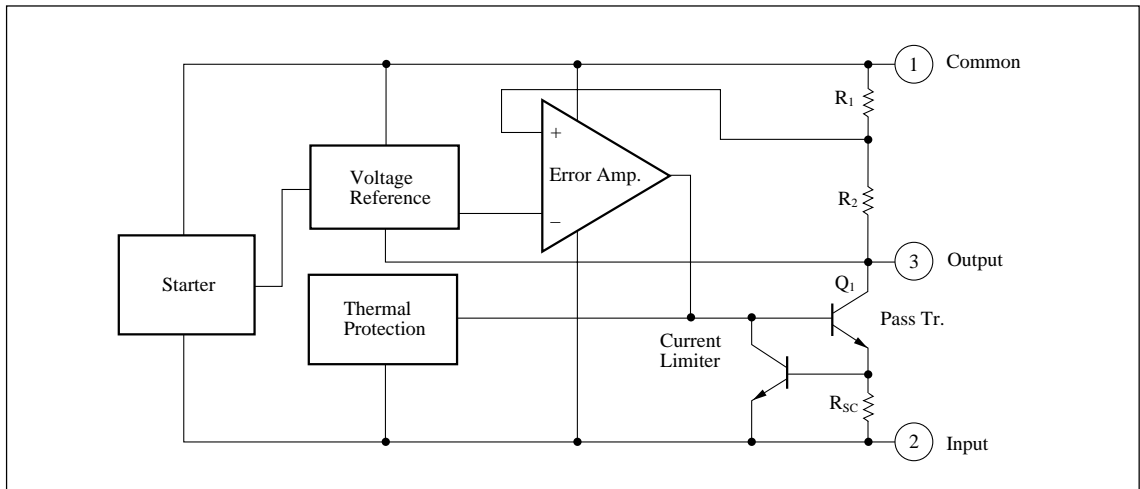 1 Common
R1
+
Voltage
Reference
Error Amp.
R2
−
Starter
3 Output
Q1
Thermal
Protection
Pass Tr.
Current
Limiter
RSC
2 Input